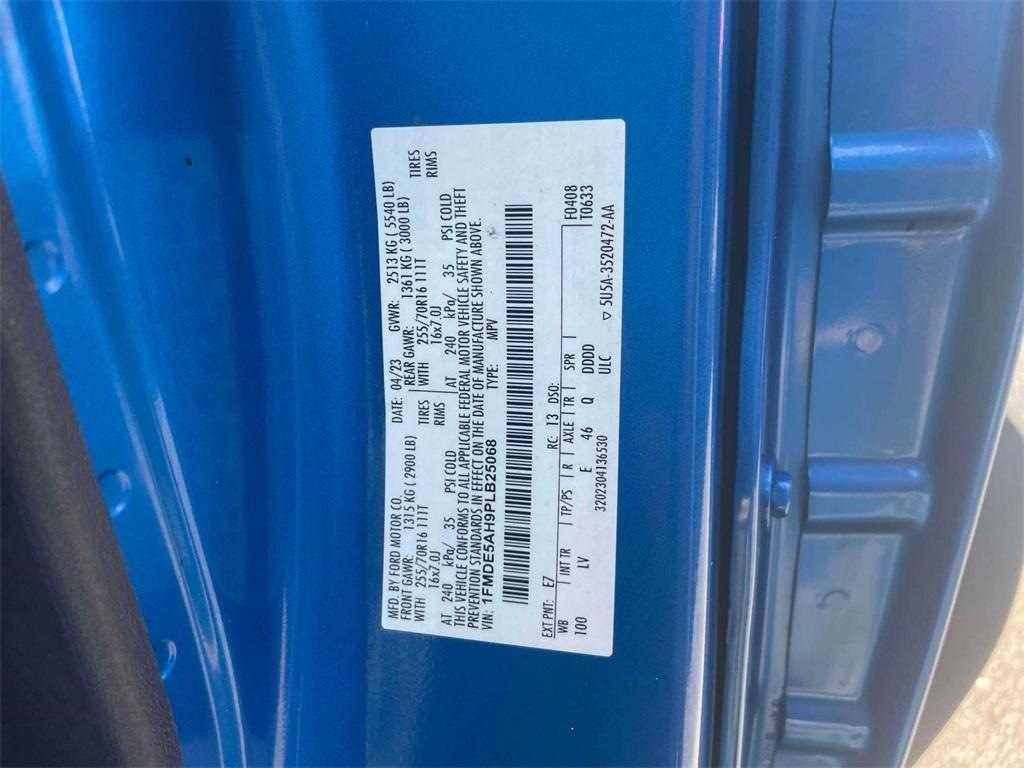 MFD. BY FORD MOTOR CO. DATE: 04/23 GVWR: 2513 KG ( 5540 LB)
FRONT GAWR: 1315 KG ( 2900 LB) REAR GAWR: 1361 KG ( 3000 LB)
WITH 255/70R16 111T TIRES WITH 255/70R16 111T TIRES
16x7.0J RIMS 16x7.0J RIMS
AT 240 kPa/ 35 PSI COLD AT 240 kPa/ 35 PSI COLD
THIS VEHICLE CONFORMS TO ALL APPLICABLE FEDERAL MOTOR VEHICLE SAFETY AND THEFT
PREVENTION STANDARDS IN EFFECT ON THE DATE OF MANUFACTURE SHOWN ABOVE.
VIN: 1FMDE5AH9PLB25068 TYPE: MPV
EXT PNT: E7 RC: 13 DSO: F0408
WB INT TR TP/PS R AXLE TR SPR T0633
100 LV E 46 Q DDDD
3202304136530 ULC ▽ 5U5A-3520472-AA